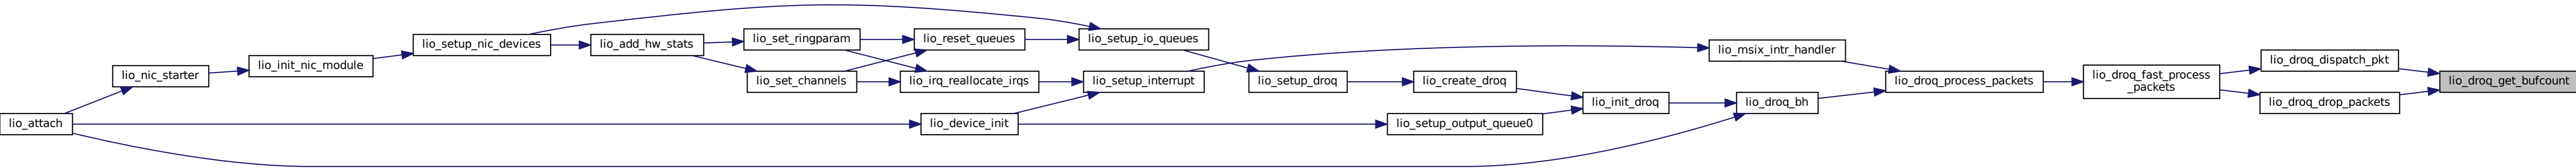 lio_attach
lio_nic_starter
lio_init_nic_module
lio_setup_nic_devices
lio_add_hw_stats
lio_set_ringparam
lio_set_channels
lio_reset_queues
lio_irq_reallocate_irqs
lio_device_init
lio_setup_io_queues
lio_setup_interrupt
lio_setup_droq
lio_create_droq
lio_setup_output_queue0
lio_init_droq
lio_msix_intr_handler
lio_droq_bh
lio_droq_process_packets
lio_droq_fast_process
_packets
lio_droq_dispatch_pkt
lio_droq_drop_packets
lio_droq_get_bufcount